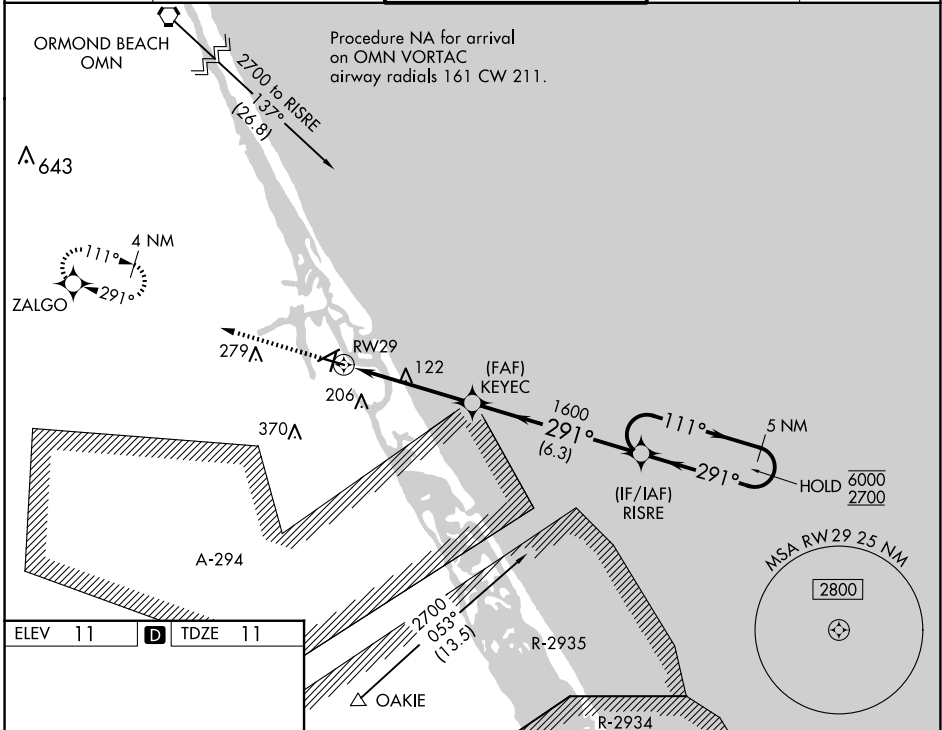 ORMOND BEACH
OMN
Procedure NA for arrival
on OMN VORTAC
airway radials 161 CW 211.
2700 to RISRE
137°
(26.8)
643
4 NM
111°
291°
ZALGO
279
RW29
122
206
370
(FAF)
KEYEC
1600
291°
(6.3)
111°
5 NM
291°
HOLD 6000
2700
(IF/IAF)
RISRE
A-294
MSA RW29 25 NM
2800
2700
053°
(13.5)
R-2935
OAKIE
R-2934
ELEV 11 D TDZE 11